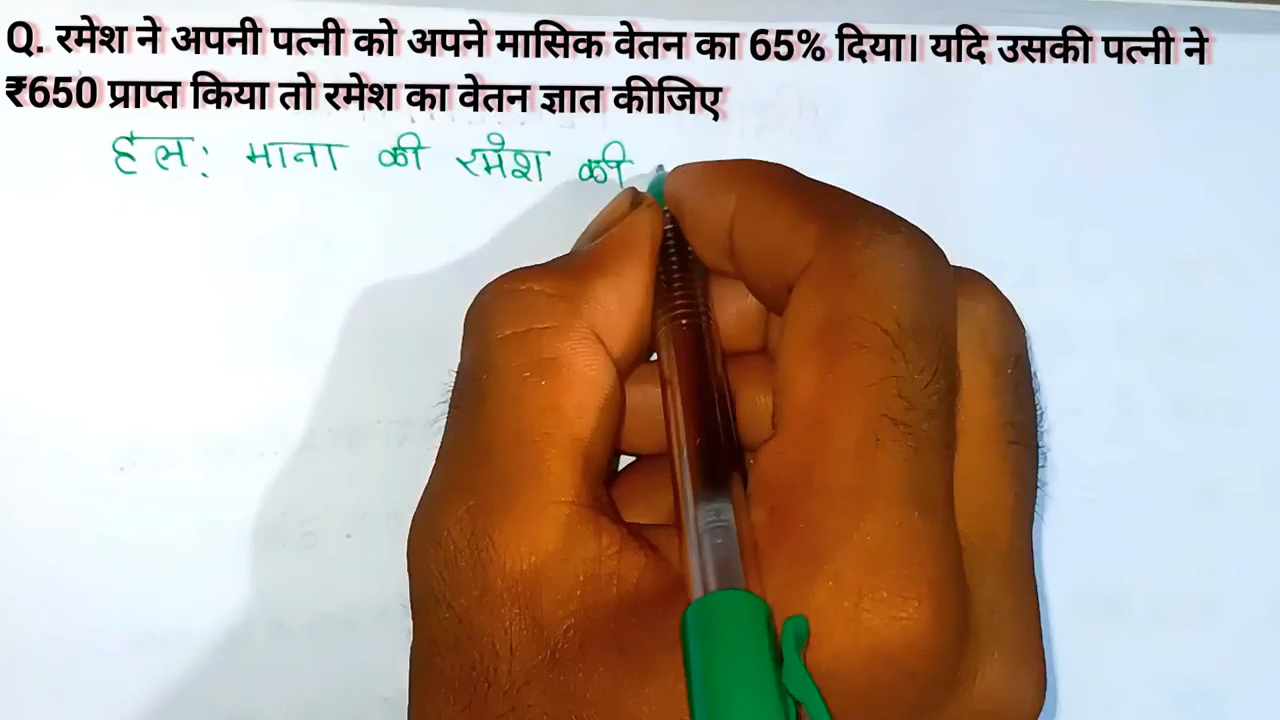 Q. रमेश ने अपनी पत्नी को अपने मासिक वेतन का 65% दिया। यदि उसकी पत्नी ने
₹650 प्राप्त किया तो रमेश का वेतन ज्ञात कीजिए
हल: माना की रमेश की